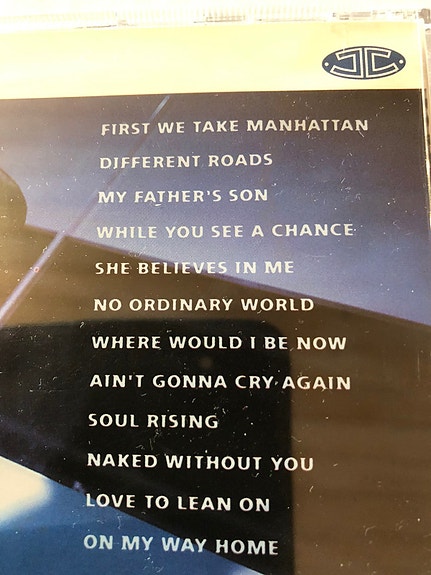 JC
FIRST WE TAKE MANHATTAN
DIFFERENT ROADS
MY FATHER'S SON
WHILE YOU SEE A CHANCE
SHE BELIEVES IN ME
NO ORDINARY WORLD
WHERE WOULD I BE NOW
AIN'T GONNA CRY AGAIN
SOUL RISING
NAKED WITHOUT YOU
LOVE TO LEAN ON
ON MY WAY HOME